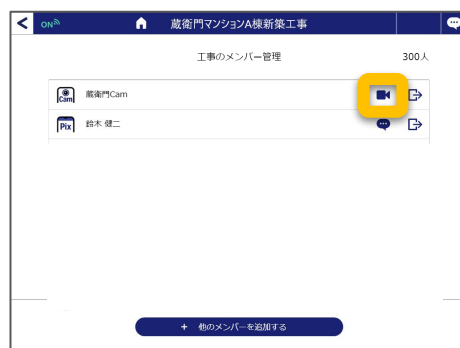 ON
蔵衛門マンションA棟新築工事
工事のメンバー管理
300人
Cam
蔵衛門Cam
Pix
鈴木 健二
+ 他のメンバーを追加する